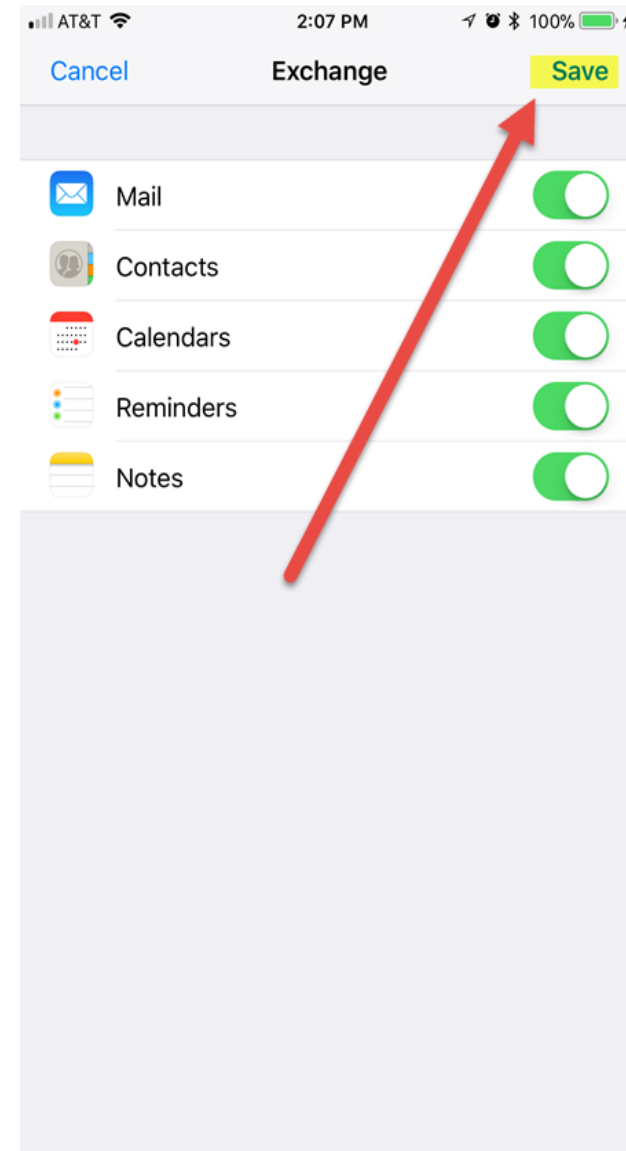 AT&T 2:07 PM 100%
Cancel Exchange Save
Mail
Contacts
Calendars
Reminders
Notes